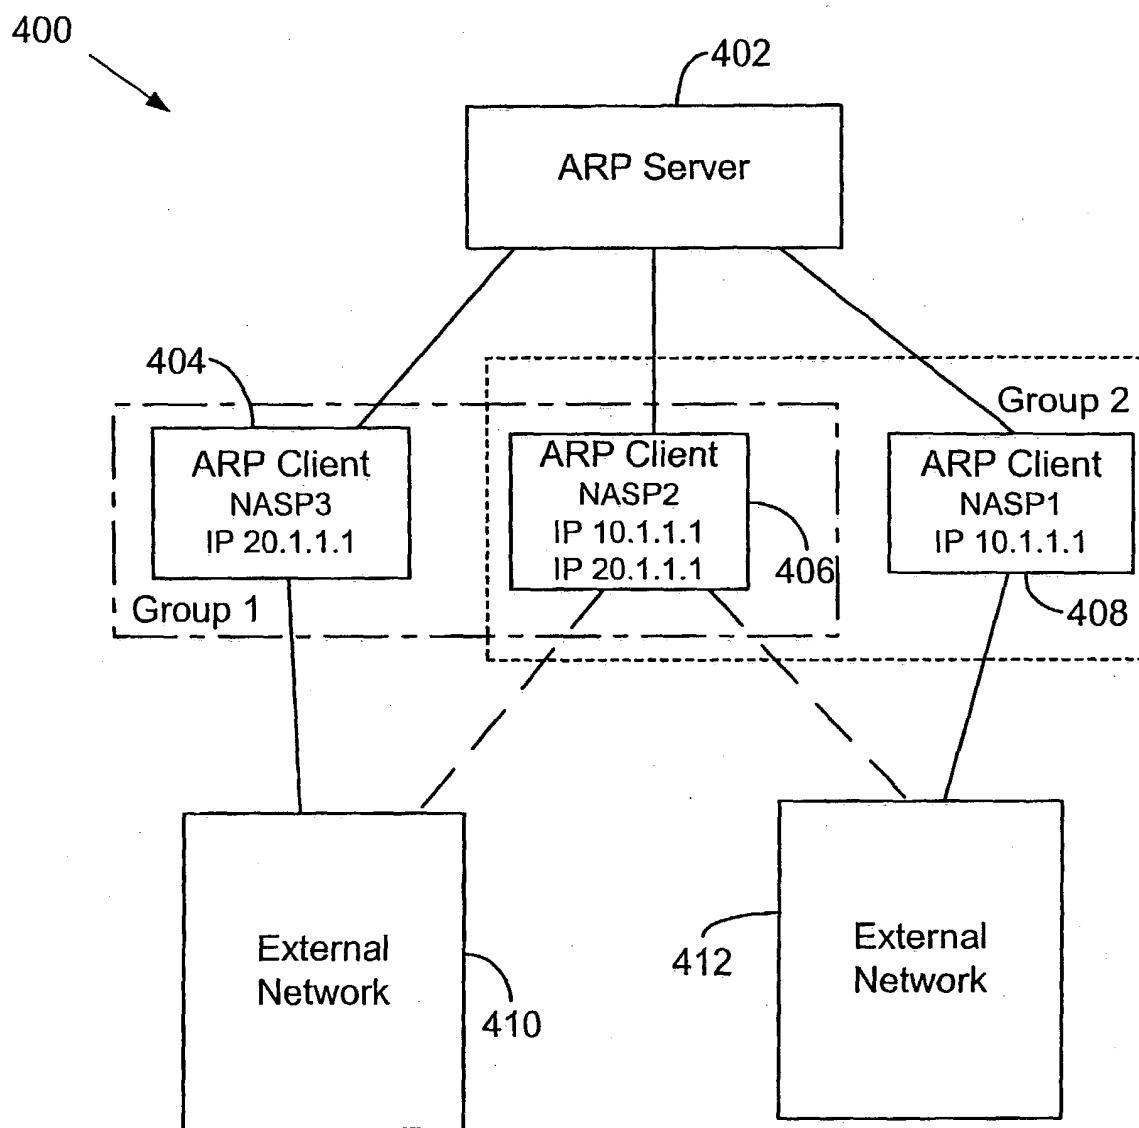 400
402
ARP Server
404
Group 2
ARP Client
NASP3
IP 20.1.1.1
ARP Client
NASP2
IP 10.1.1.1
IP 20.1.1.1
ARP Client
NASP1
IP 10.1.1.1
406
Group 1
408
External
Network
410
412
External
Network